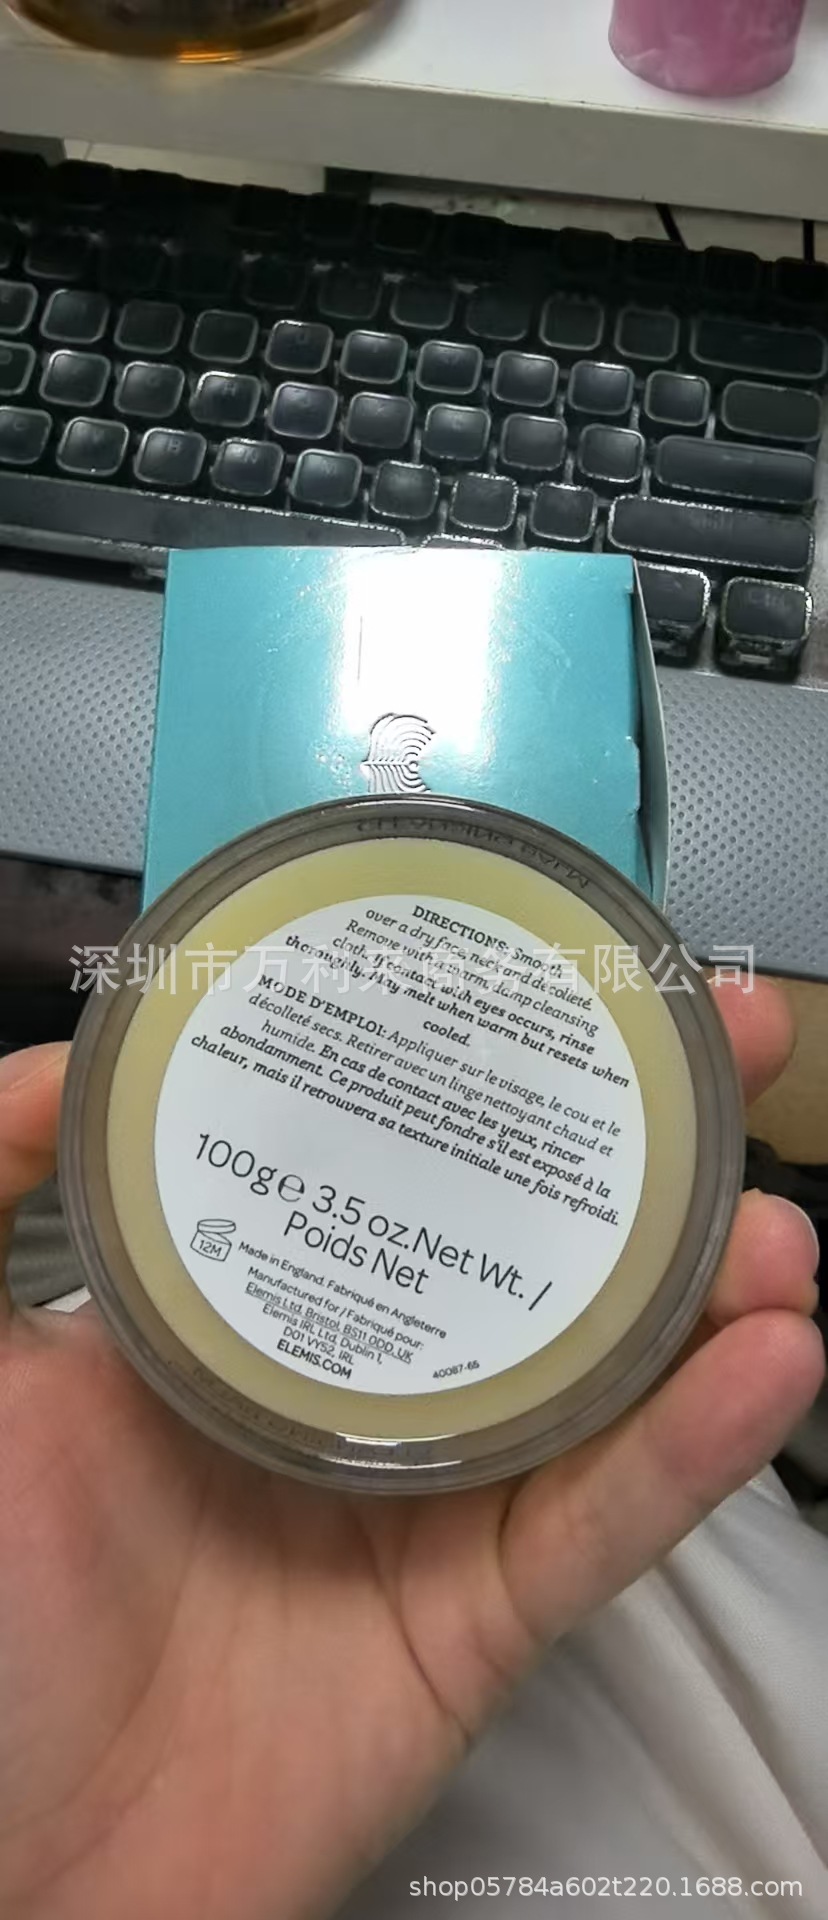 DIRECTIONS: Smooth
over a dry face, neck and décolleté.
Remove with a warm, damp cleansing
cloth. If contact with eyes occurs, rinse
thoroughly. May melt when warm but resets when
cooled.
MODE D'EMPLOI: Appliquer sur le visage, le cou et le
décolleté secs. Retirer avec un linge nettoyant chaud et
humide. En cas de contact avec les yeux, rincer
abondamment. Ce produit peut fondre s'il est exposé à la
chaleur, mais il retrouvera sa texture initiale une fois refroidi.
100g℮ 3.5 oz.Net Wt. /
Poids Net
12M
Made in England. Fabriqué en Angleterre
Manufactured for / Fabriqué pour:
Elemis Ltd, Bristol, BS11 0DD, UK
Elemis IRL Ltd, Dublin 1,
D01 VY52, IRL
ELEMIS.COM
40087-65
深圳市万利来商务有限公司
shop05784a602t220.1688.com